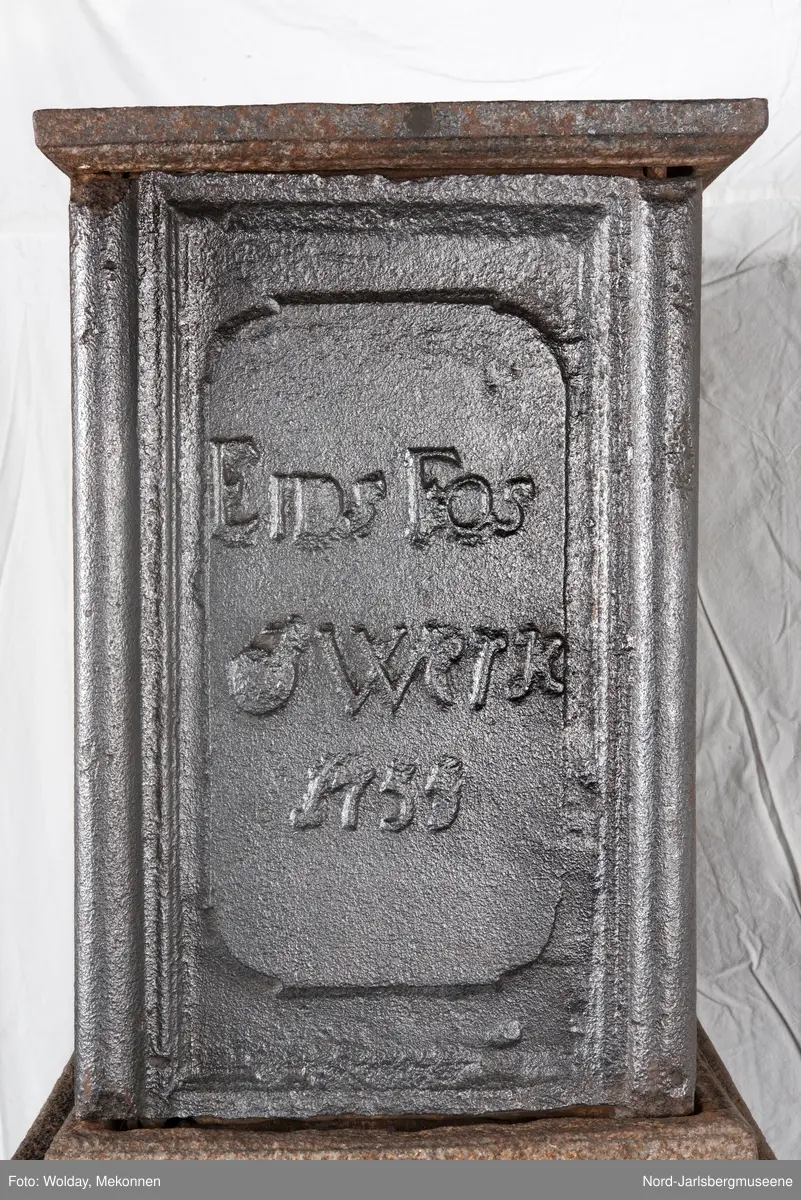 Eids Fos
J Werk
1759
Foto: Wolday, Mekonnen
Nord-Jarlsbergmuseene